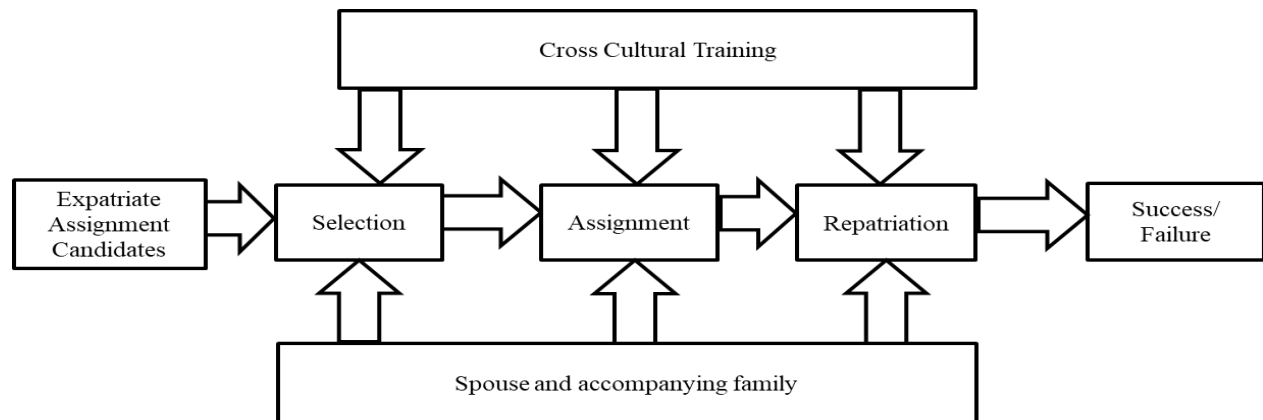 Cross Cultural Training
Expatriate
Assignment
Candidates
Selection
Assignment
Repatriation
Success/
Failure
Spouse and accompanying family